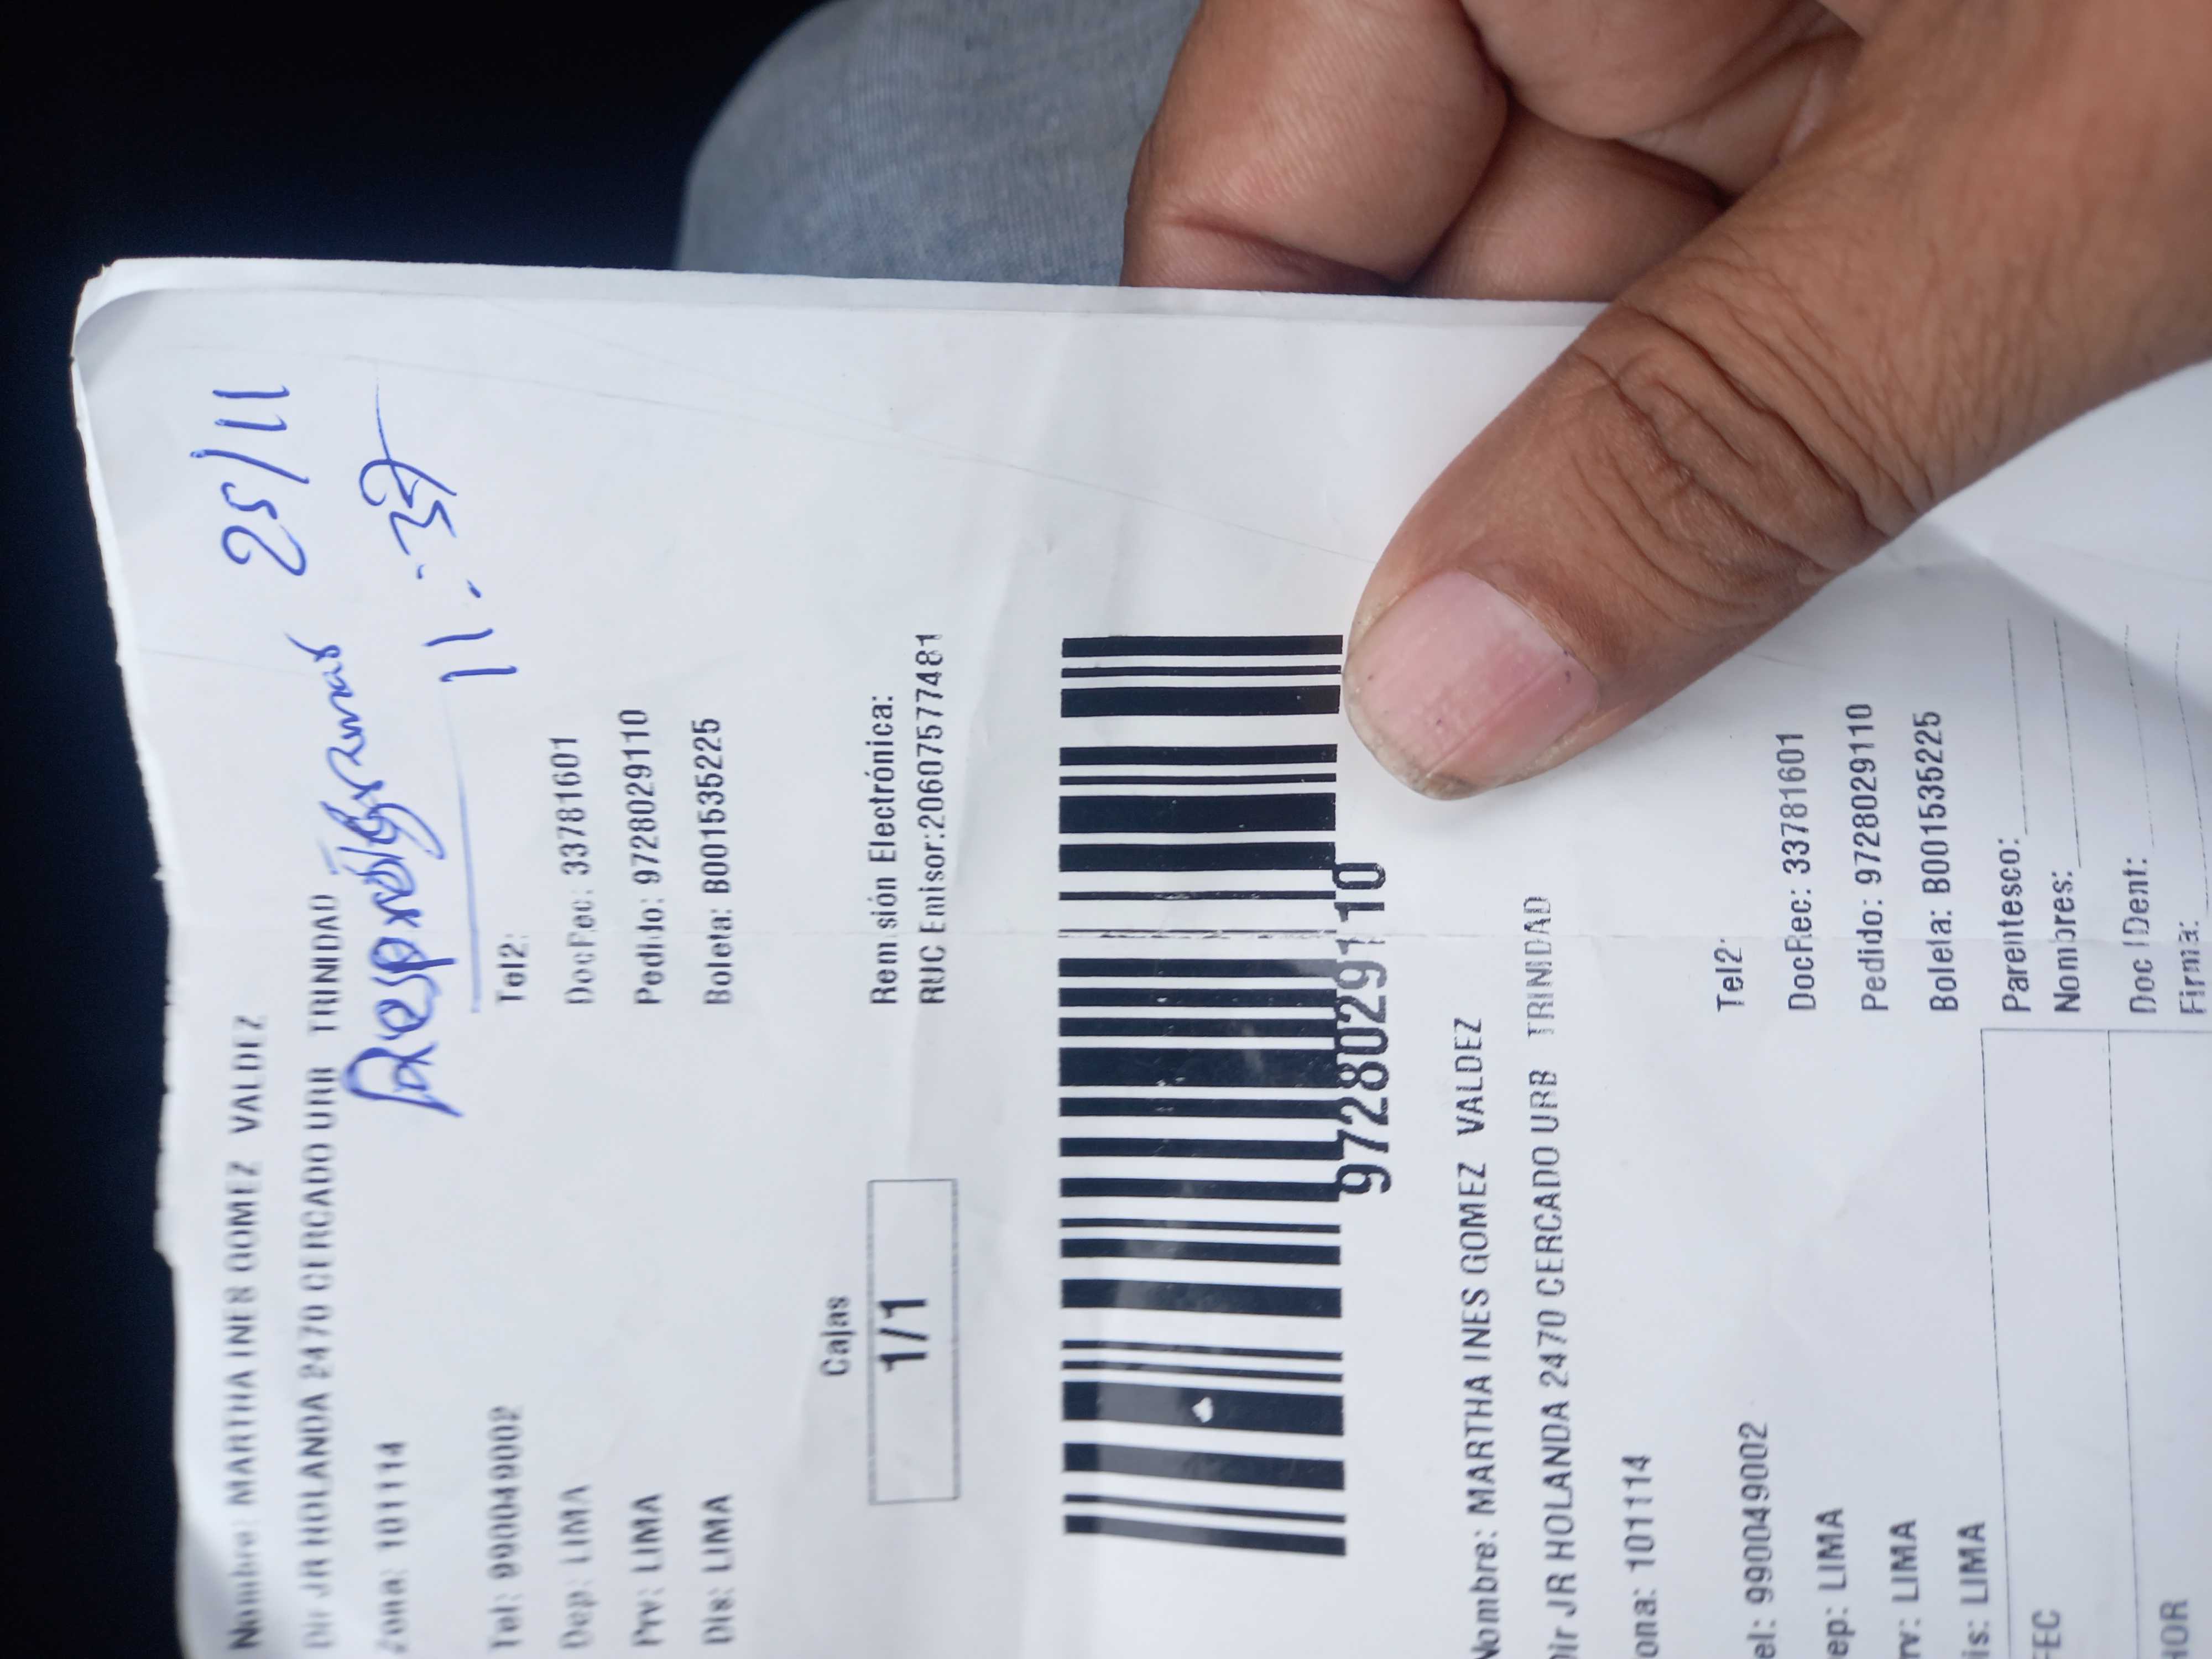 Nombre: MARTHA INES GOMEZ VALDEZ
25/11
Dir JR HOLANDA 2470 CERCADO URB TRINIDAD
Zona: 101114
11:
Tel: 990049002
Tel2:
Dep: LIMA
DocRec: 33781601
Prv: LIMA
Pedido: 9728029110
Dis: LIMA
Boleta: B001535225
Cajas
1/1
Remisión Electrónica:
RUC Emisor:20607577481
9728029110
Nombre: MARTHA INES GOMEZ VALDEZ
Dir JR HOLANDA 2470 CERCADO URB TRINIDAD
ona: 101114
el: 990049002
Tel2:
ep: LIMA
DocRec: 33781601
rv: LIMA
Pedido: 9728029110
is: LIMA
Boleta: B001535225
FEC
Parentesco:
Nombres:
HOR
Doc IDent:
Firma: